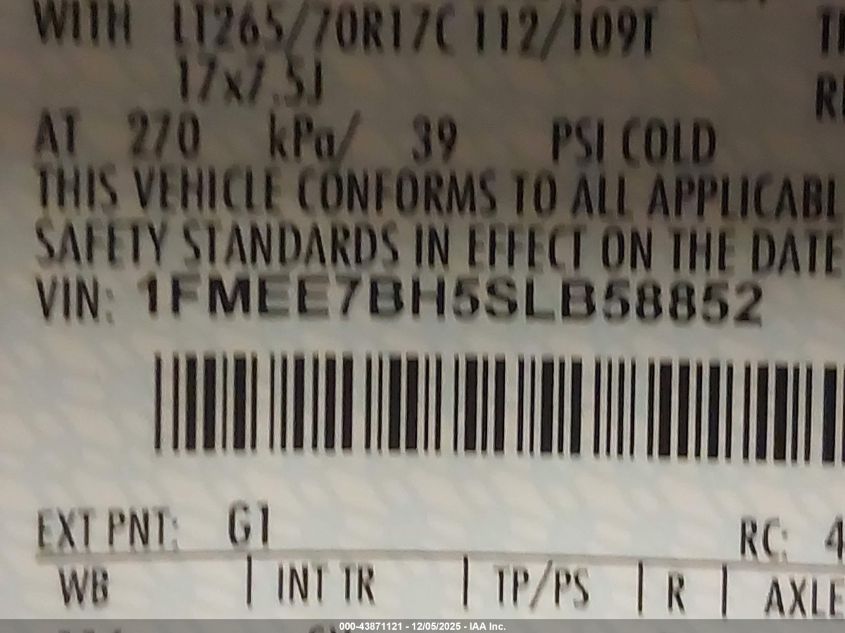 WITH LT265/70R17C 112/109T
17x7.5J
AT 270 kPa/ 39 PSI COLD
THIS VEHICLE CONFORMS TO ALL APPLICABL
SAFETY STANDARDS IN EFFECT ON THE DATE
VIN: 1FMEE7BH5SLB58852
EXT PNT: G1 RC: 4
WB | INT TR | TP/PS | R | AXLE
000-43871121 - 12/05/2025 - IAA Inc.